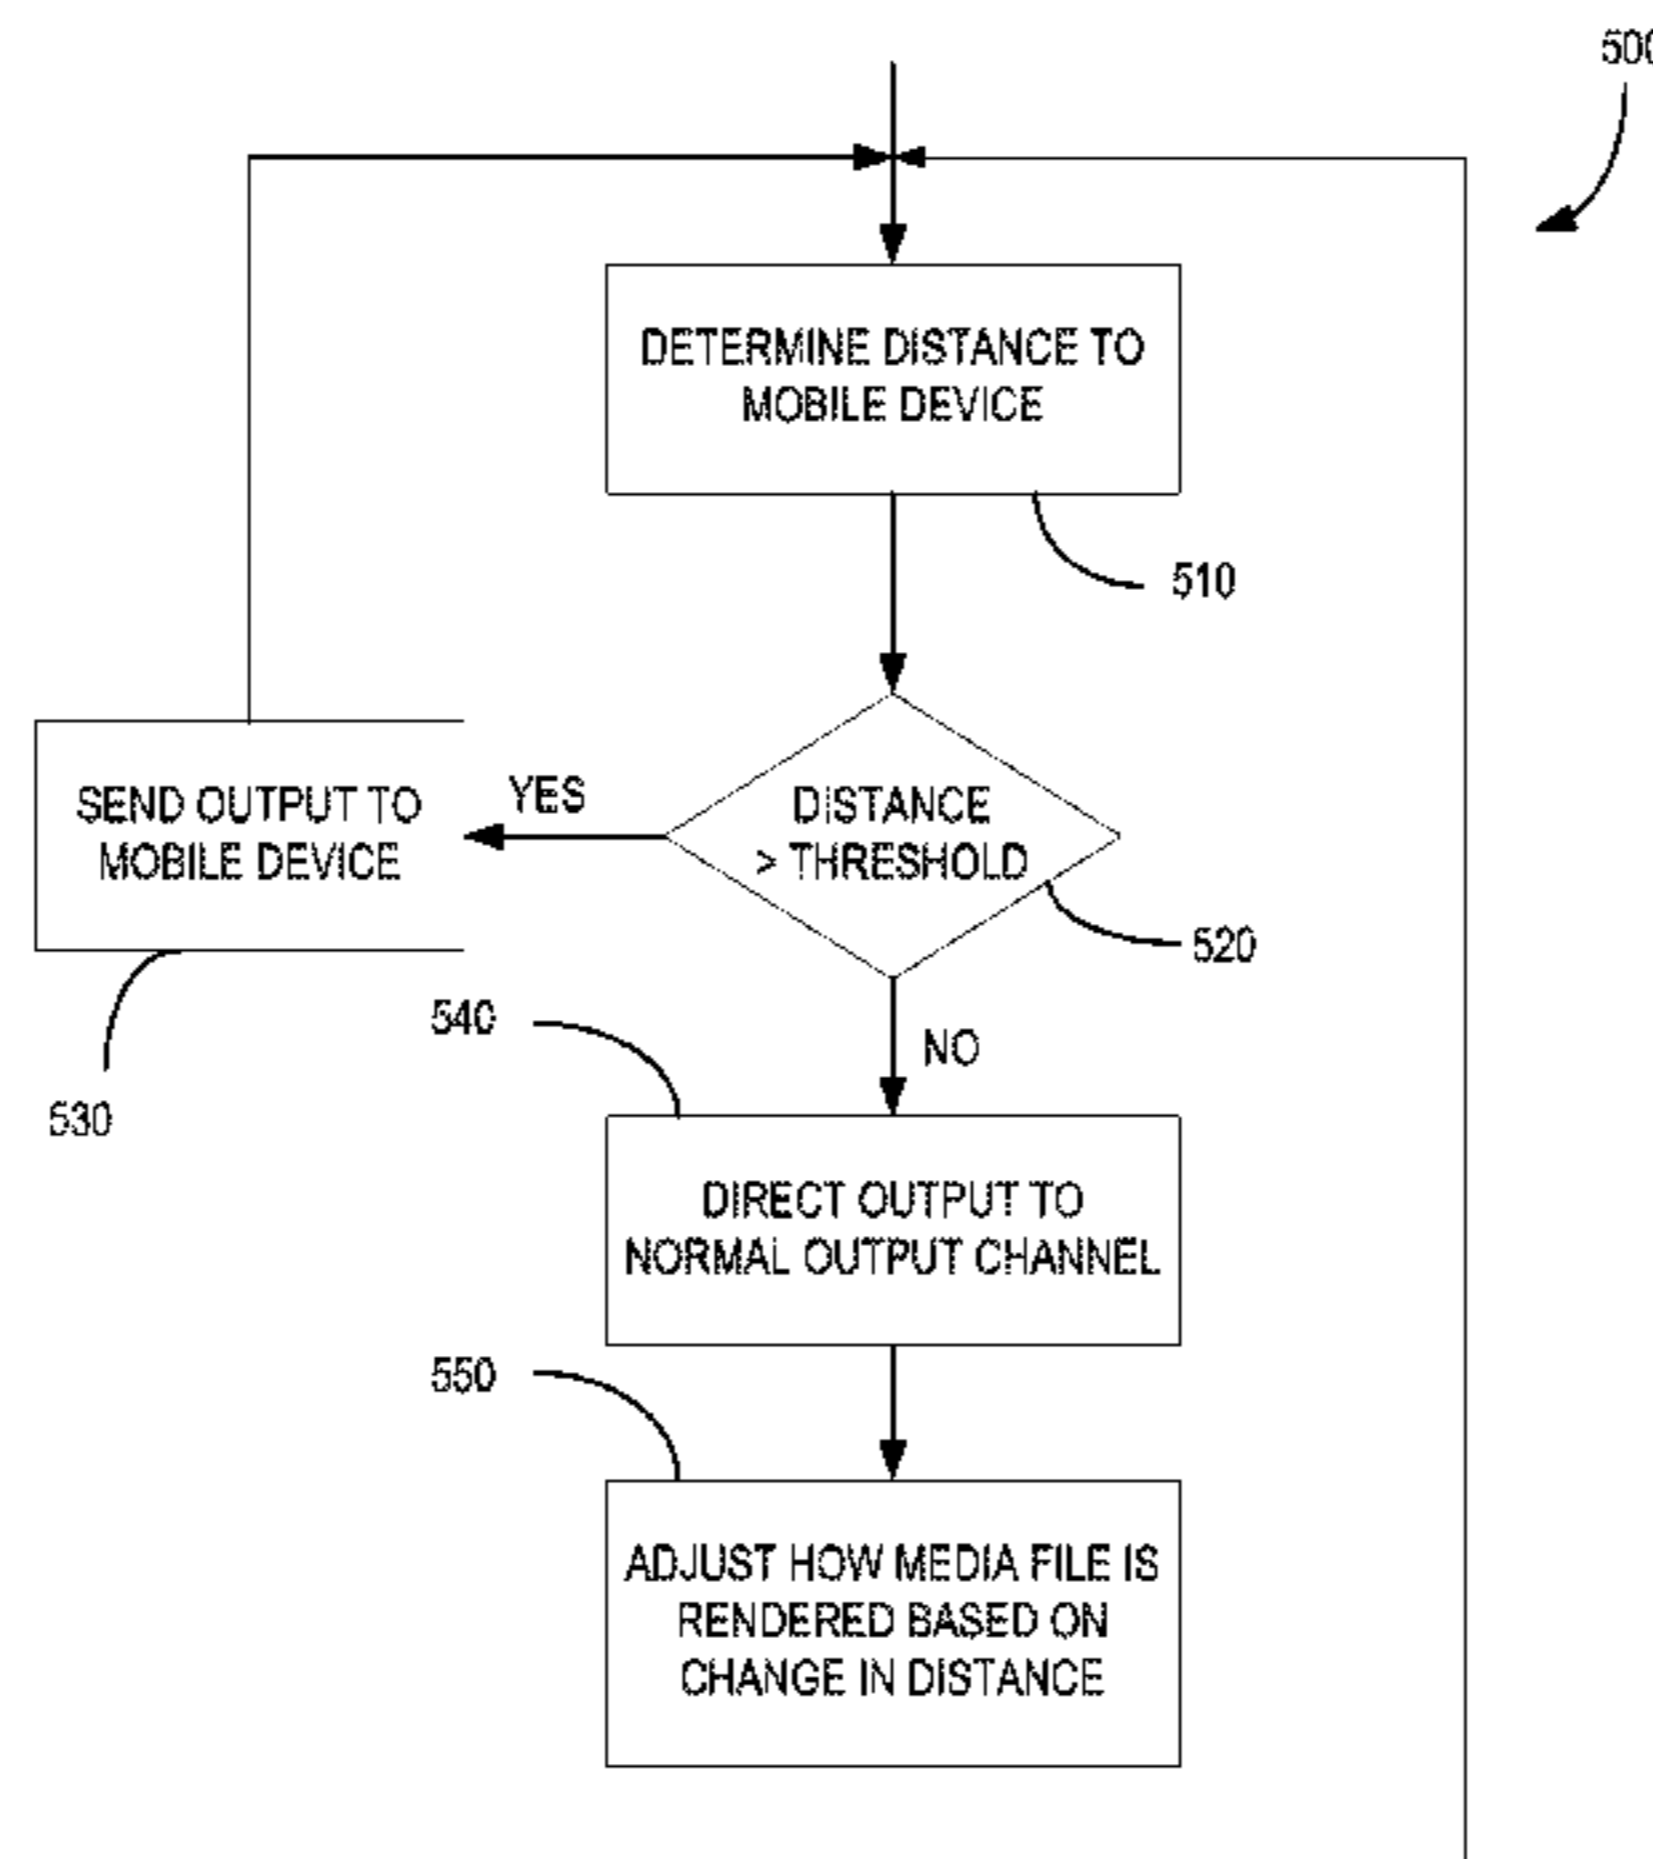 500
DETERMINE DISTANCE TO
MOBILE DEVICE
510
SEND OUTPUT TO
MOBILE DEVICE
YES
DISTANCE
> THRESHOLD
520
530
540
NO
DIRECT OUTPUT TO
NORMAL OUTPUT CHANNEL
550
ADJUST HOW MEDIA FILE IS
RENDERED BASED ON
CHANGE IN DISTANCE